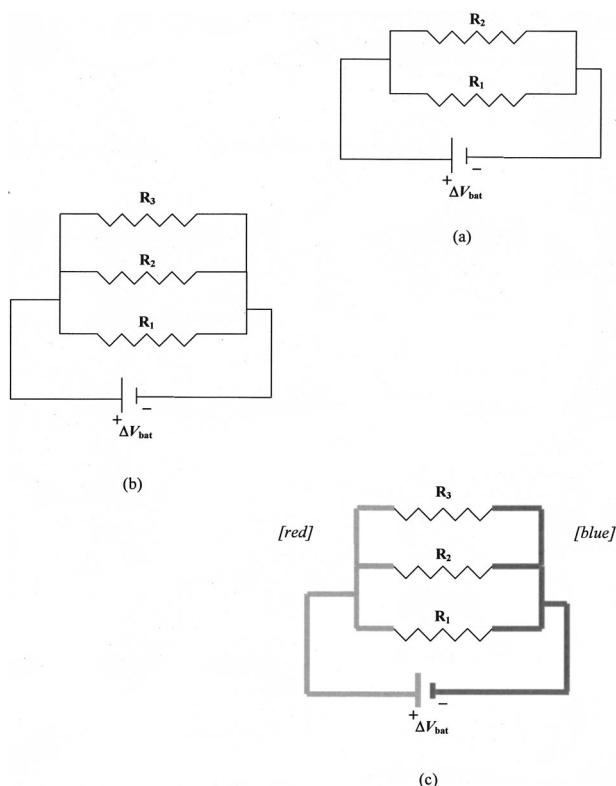 R2
R1
+ −
ΔVbat
(a)
R3
R2
R1
+ −
ΔVbat
(b)
[red] R3 [blue]
R2
R1
+ −
ΔVbat
(c)